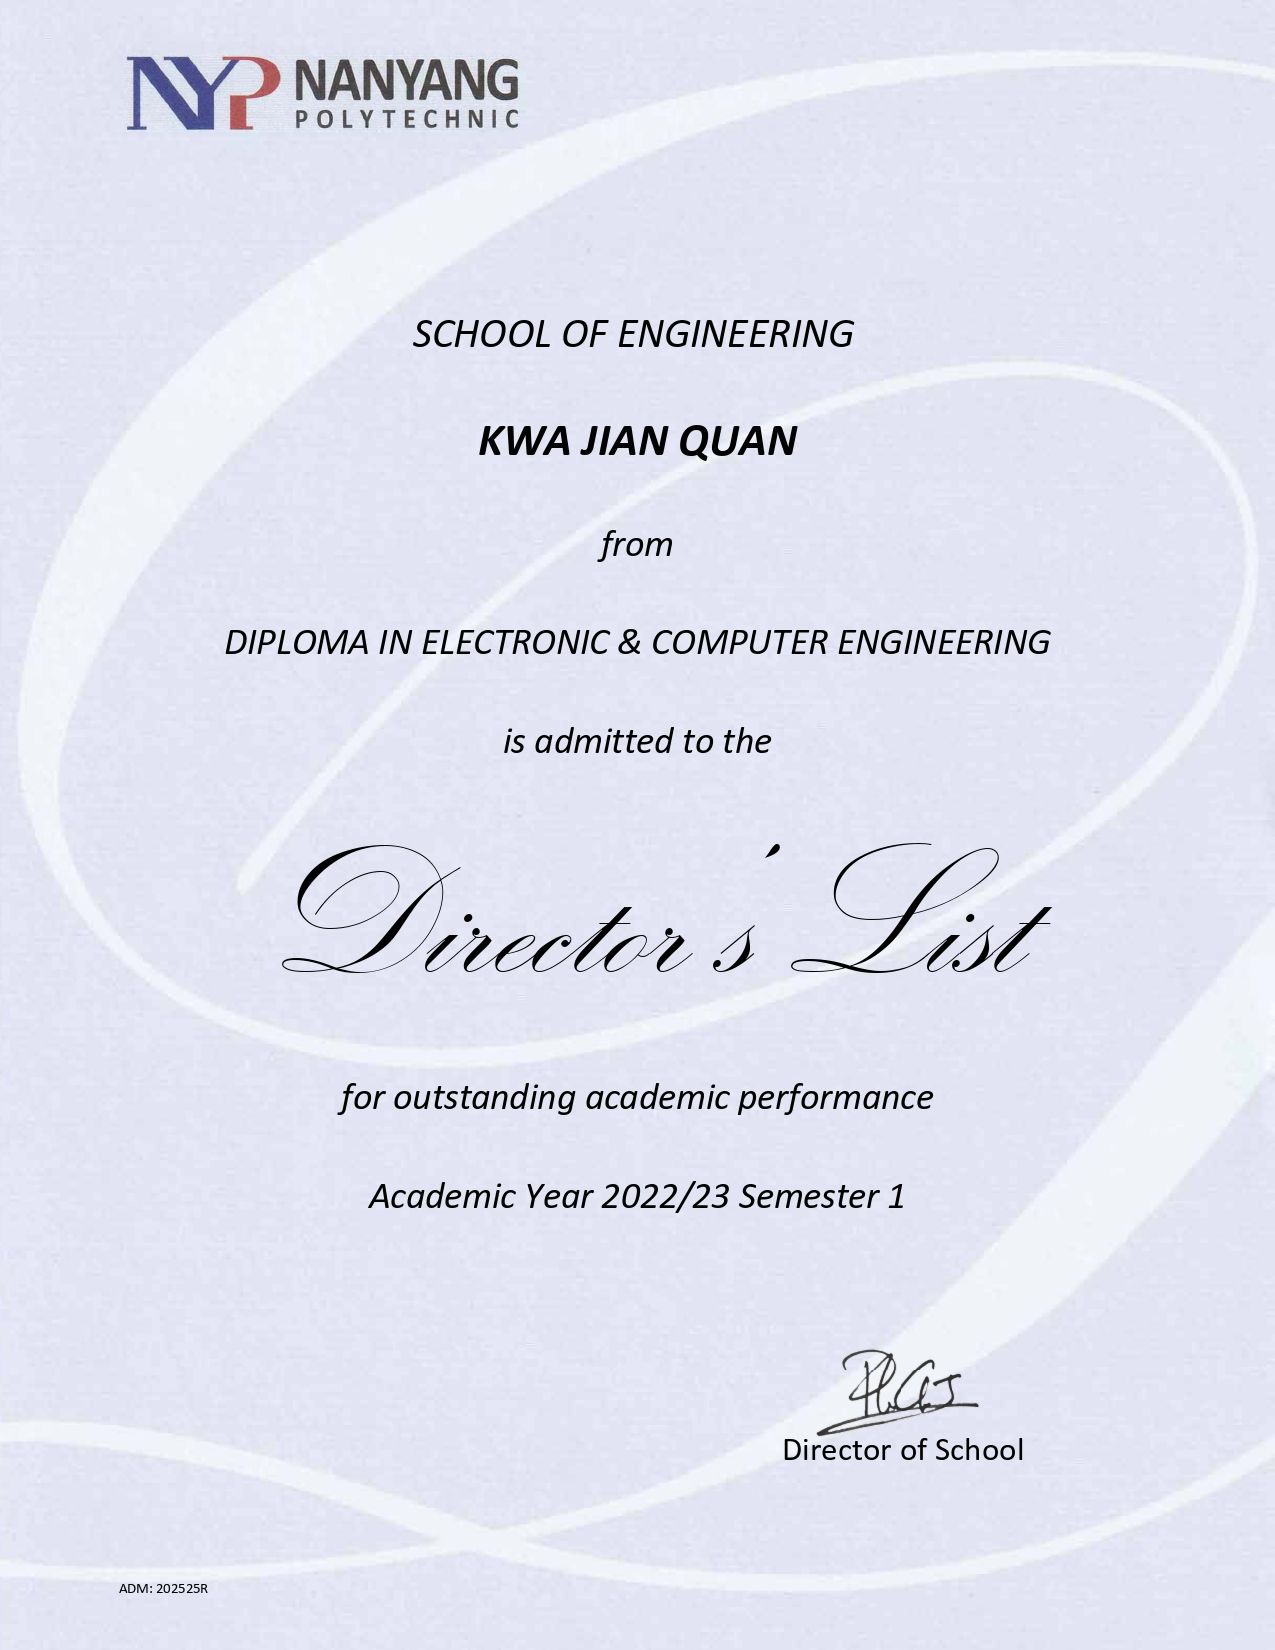 NYP NANYANG
POLYTECHNIC
SCHOOL OF ENGINEERING
KWA JIAN QUAN
from
DIPLOMA IN ELECTRONIC & COMPUTER ENGINEERING
is admitted to the
Director's List
for outstanding academic performance
Academic Year 2022/23 Semester 1
Director of School
ADM: 202525R